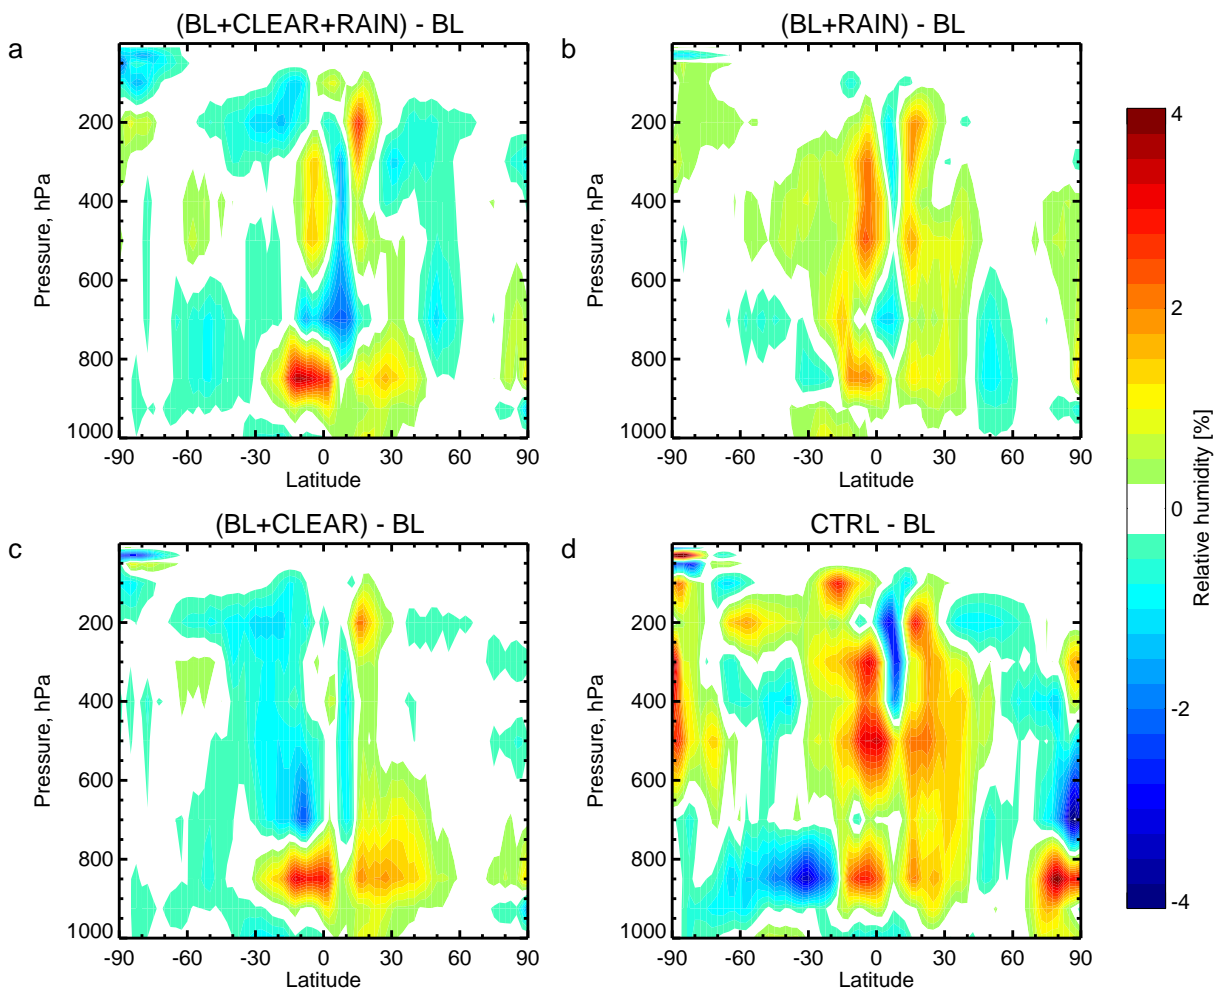 (BL+CLEAR+RAIN) - BL
a
200
400
600
800
1000
Pressure, hPa
-90 -60 -30 0 30 60 90
Latitude
(BL+RAIN) - BL
b
200
400
600
800
1000
Pressure, hPa
-90 -60 -30 0 30 60 90
Latitude
(BL+CLEAR) - BL
c
200
400
600
800
1000
Pressure, hPa
-90 -60 -30 0 30 60 90
Latitude
CTRL - BL
d
200
400
600
800
1000
Pressure, hPa
-90 -60 -30 0 30 60 90
Latitude
4
2
0
-2
-4
Relative humidity [%]